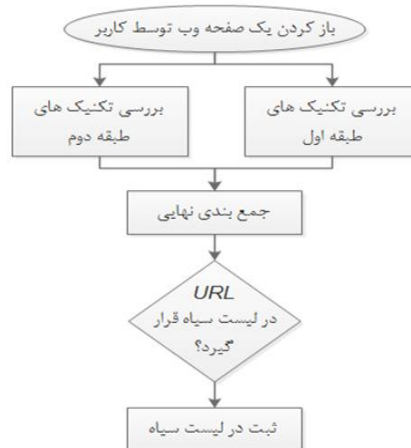 باز کردن یک صفحه وب توسط کاربر
بررسی تکنیک های
طبقه اول
بررسی تکنیک های
طبقه دوم
جمع بندی نهایی
URL
در لیست سیاه قرار
گیرد؟
ثبت در لیست سیاه